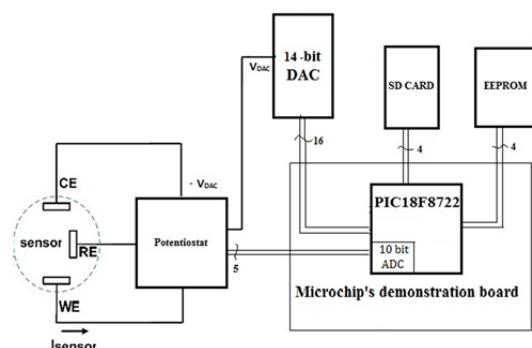 14 -bit
DAC
VDAC
SD CARD
EEPROM
16
4
4
CE
- VDAC
PIC18F8722
sensor
RE
Potentiostat
10 bit
ADC
5
WE
Microchip's demonstration board
Isensor